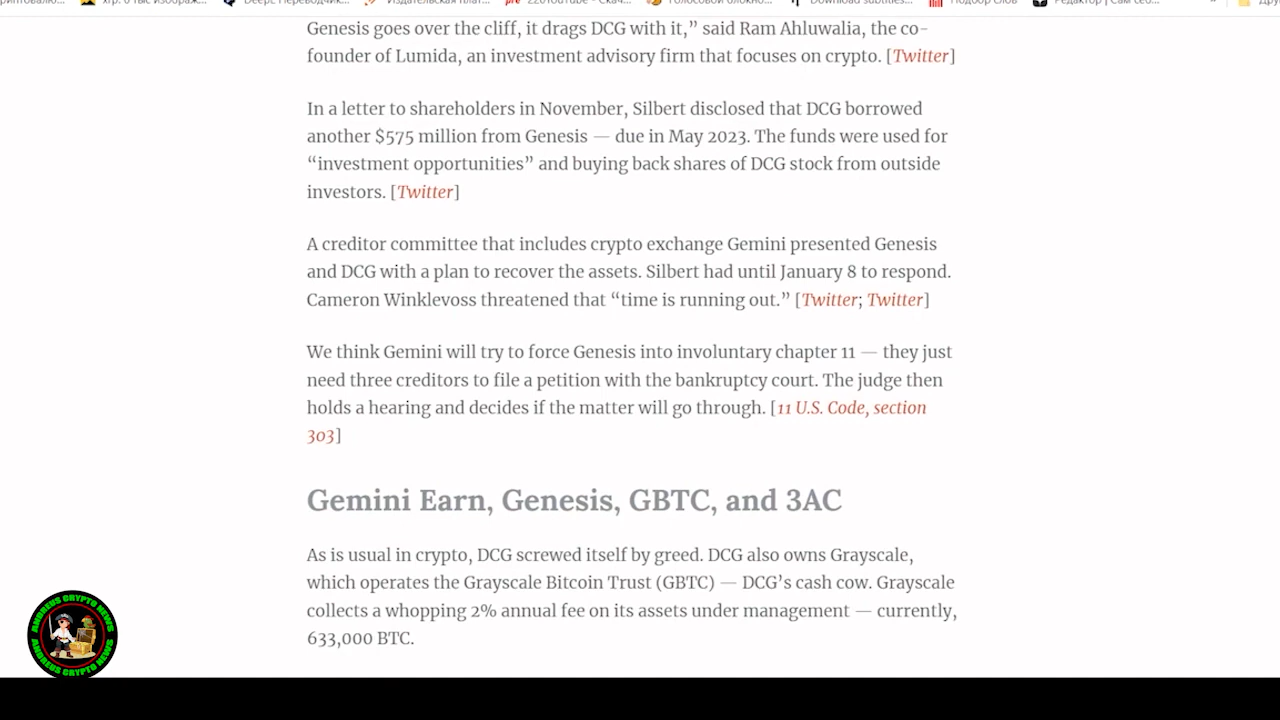 Genesis goes over the cliff, it drags DCG with it,” said Ram Ahluwalia, the co-
founder of Lumida, an investment advisory firm that focuses on crypto. [Twitter]
In a letter to shareholders in November, Silbert disclosed that DCG borrowed
another $575 million from Genesis — due in May 2023. The funds were used for
“investment opportunities” and buying back shares of DCG stock from outside
investors. [Twitter]
A creditor committee that includes crypto exchange Gemini presented Genesis
and DCG with a plan to recover the assets. Silbert had until January 8 to respond.
Cameron Winklevoss threatened that “time is running out.” [Twitter; Twitter]
We think Gemini will try to force Genesis into involuntary chapter 11 — they just
need three creditors to file a petition with the bankruptcy court. The judge then
holds a hearing and decides if the matter will go through. [11 U.S. Code, section
303]
Gemini Earn, Genesis, GBTC, and 3AC
As is usual in crypto, DCG screwed itself by greed. DCG also owns Grayscale,
which operates the Grayscale Bitcoin Trust (GBTC) — DCG’s cash cow. Grayscale
collects a whopping 2% annual fee on its assets under management — currently,
633,000 BTC.
ANDREUS CRYPTO NEWS
ANDREUS CRYPTO NEWS